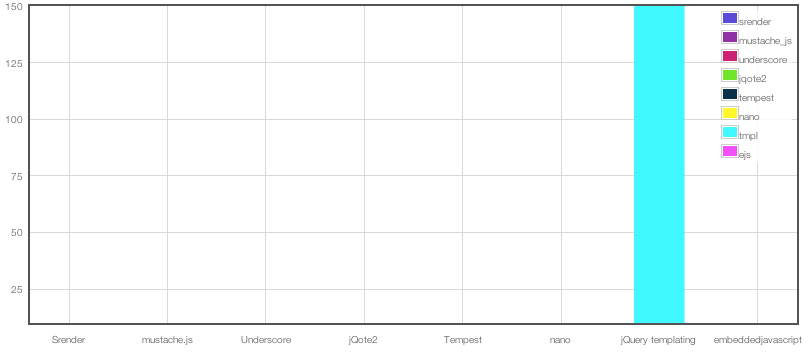 150
125
100
75
50
25
srender
mustache_js
underscore
jqote2
tempest
nano
tmpl
ejs
Srender mustache.js Underscore jQote2 Tempest nano jQuery templating embeddedjavascript